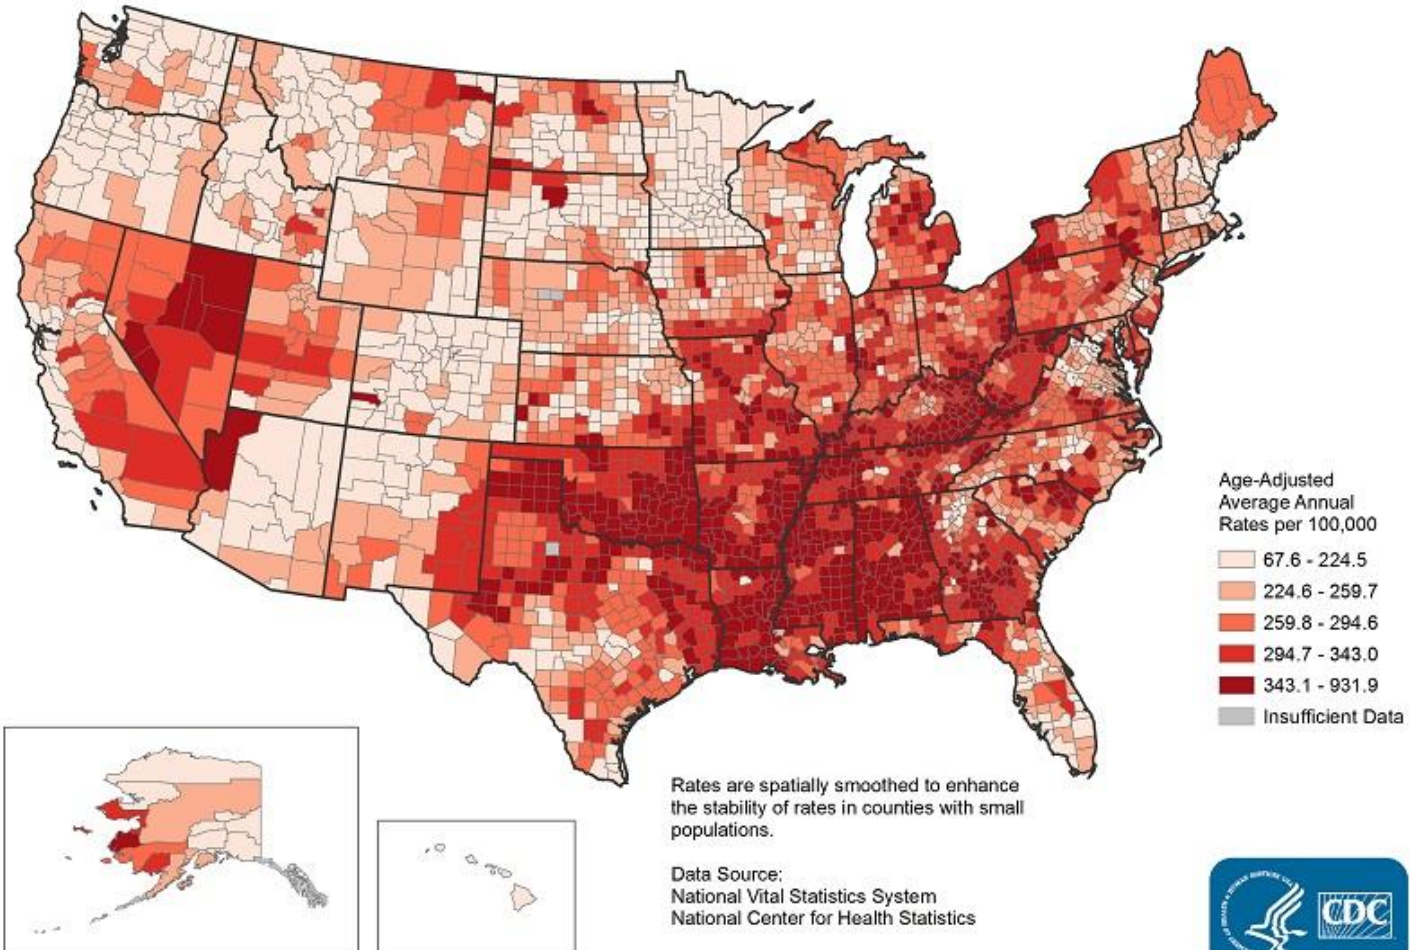 Age-Adjusted
Average Annual
Rates per 100,000
67.6 - 224.5
224.6 - 259.7
259.8 - 294.6
294.7 - 343.0
343.1 - 931.9
Insufficient Data
Rates are spatially smoothed to enhance
the stability of rates in counties with small
populations.
Data Source:
National Vital Statistics System
National Center for Health Statistics
CDC